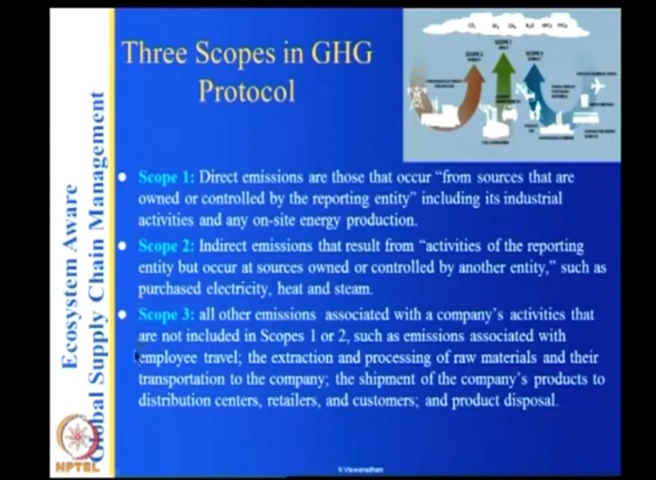 Three Scopes in GHG
Protocol
Ecosystem Aware
Global Supply Chain Management
SCOPE 1
Scope 1: Direct emissions are those that occur “from sources that are
owned or controlled by the reporting entity” including its industrial
activities and any on-site energy production.
Scope 2: Indirect emissions that result from “activities of the reporting
entity but occur at sources owned or controlled by another entity,” such as
purchased electricity, heat and steam.
Scope 3: all other emissions associated with a company’s activities that
are not included in Scopes 1 or 2, such as emissions associated with
employee travel; the extraction and processing of raw materials and their
transportation to the company; the shipment of the company’s products to
distribution centers, retailers, and customers; and product disposal.
NPTEL
N.Viswanadham